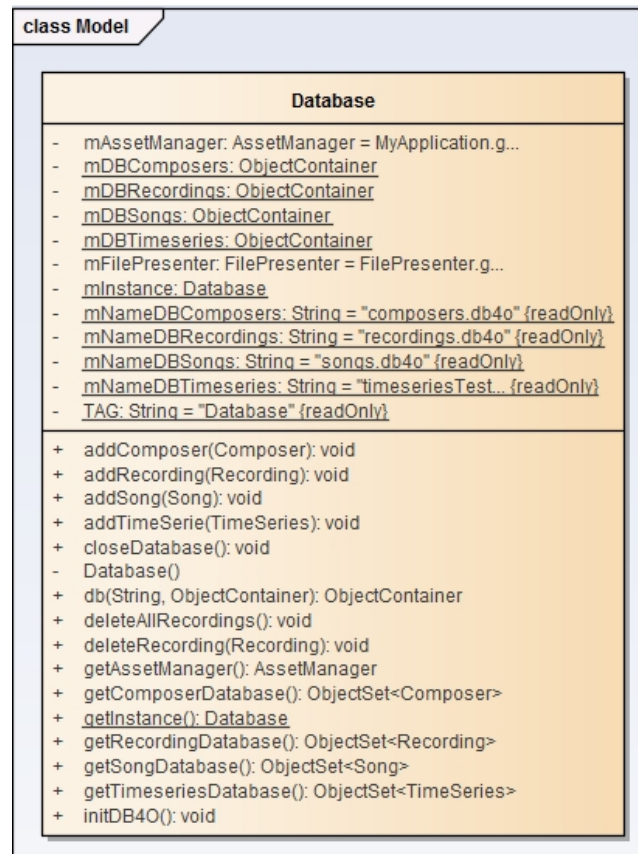 class Model
Database
- mAssetManager: AssetManager = MyApplication.g...
- mDBComposers: ObjectContainer
- mDBRecordings: ObjectContainer
- mDBSongs: ObjectContainer
- mDBTimeseries: ObjectContainer
- mFilePresenter: FilePresenter = FilePresenter.g...
- mInstance: Database
- mNameDBComposers: String = "composers.db4o" {readOnly}
- mNameDBRecordings: String = "recordings.db4o" {readOnly}
- mNameDBSongs: String = "songs.db4o" {readOnly}
- mNameDBTimeseries: String = "timeseriesTest... {readOnly}
- TAG: String = "Database" {readOnly}
+ addComposer(Composer): void
+ addRecording(Recording): void
+ addSong(Song): void
+ addTimeSerie(TimeSeries): void
+ closeDatabase(): void
- Database()
+ db(String, ObjectContainer): ObjectContainer
+ deleteAllRecordings(): void
+ deleteRecording(Recording): void
+ getAssetManager(): AssetManager
+ getComposerDatabase(): ObjectSet<Composer>
+ getInstance(): Database
+ getRecordingDatabase(): ObjectSet<Recording>
+ getSongDatabase(): ObjectSet<Song>
+ getTimeseriesDatabase(): ObjectSet<TimeSeries>
+ initDB4O(): void